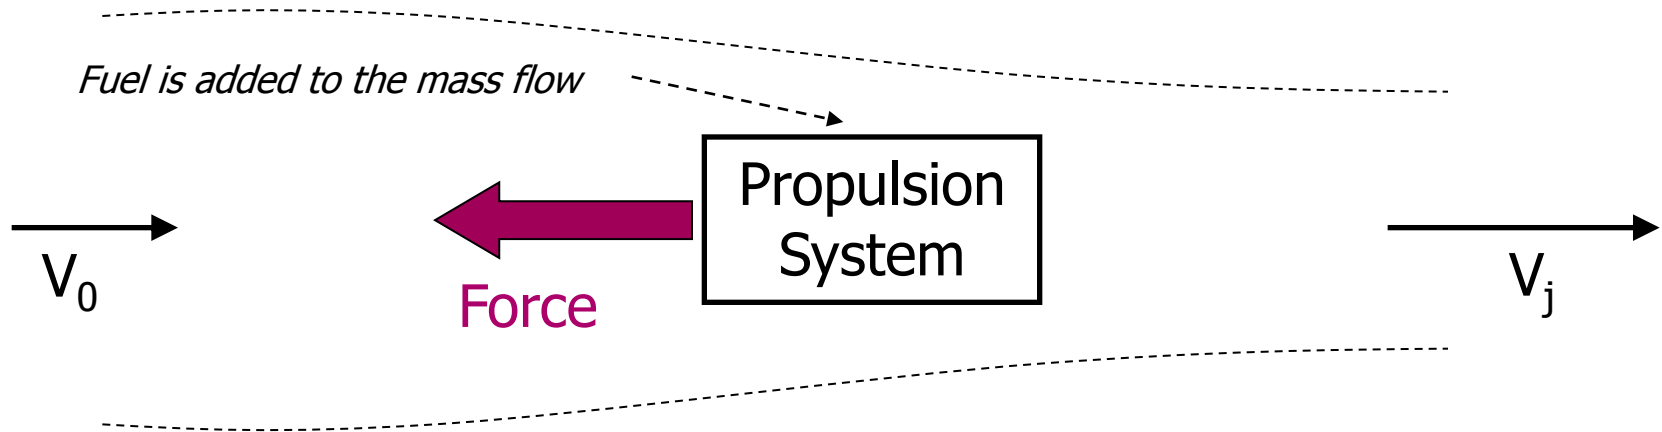 Fuel is added to the mass flow
Propulsion
System
V₀
Force
Vⱼ